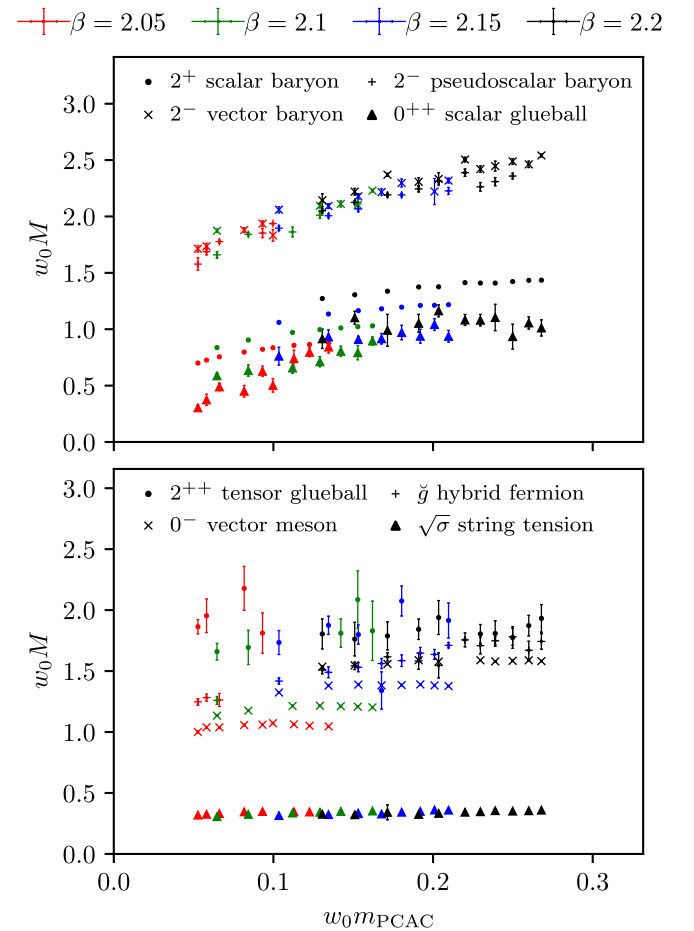 β = 2.05 β = 2.1 β = 2.15 β = 2.2
2⁺ scalar baryon 2⁻ pseudoscalar baryon
2⁻ vector baryon 0⁺⁺ scalar glueball
3.0
2.5
2.0
w₀M
1.5
1.0
0.5
0.0
2⁺⁺ tensor glueball ğ hybrid fermion
0⁻ vector meson √σ string tension
3.0
2.5
2.0
w₀M
1.5
1.0
0.5
0.0
0.0 0.1 0.2 0.3
w₀m_PCAC